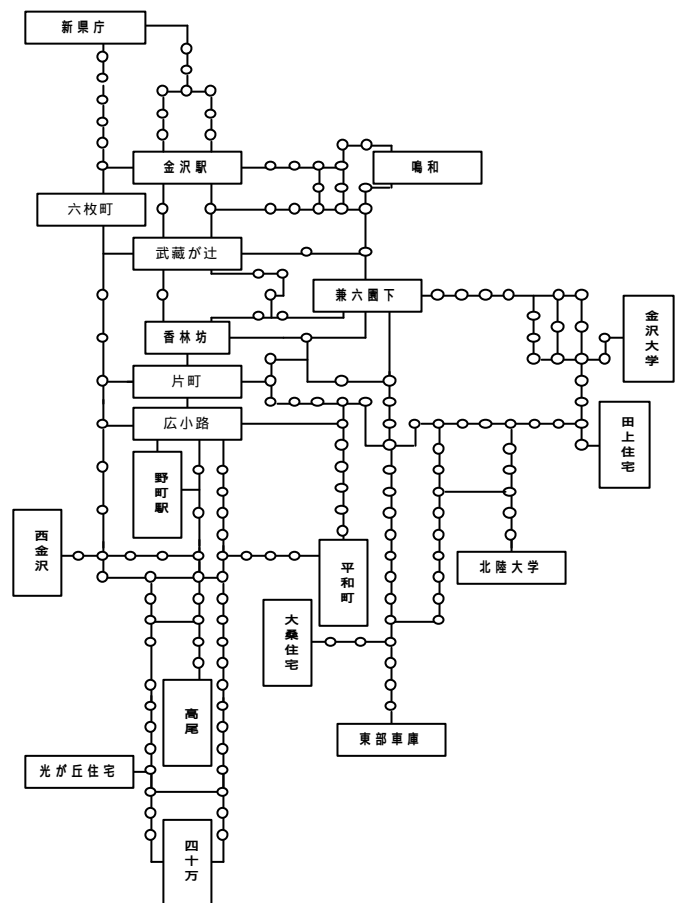 新県庁
金沢駅
鳴和
六枚町
武蔵が辻
兼六園下
金沢大学
香林坊
片町
広小路
田上住宅
野町駅
西金沢
平和町
北陸大学
大桑住宅
高尾
東部車庫
光が丘住宅
四十万